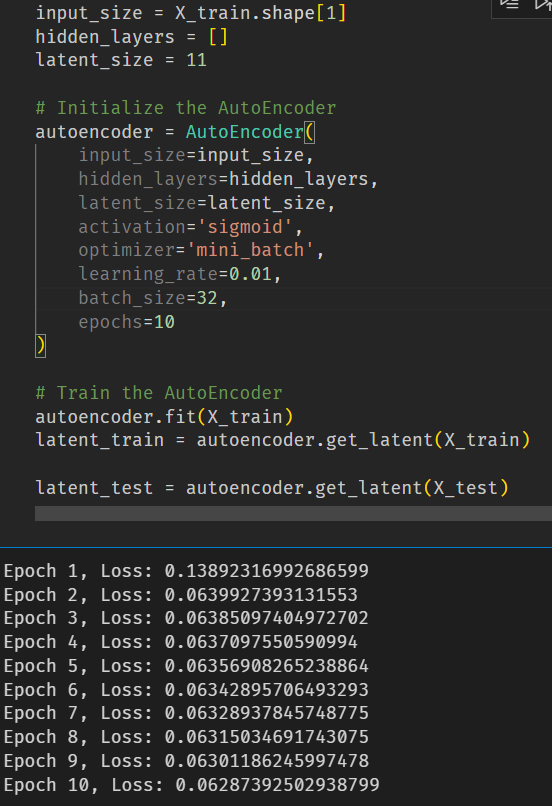 input_size = X_train.shape[1]
hidden_layers = []
latent_size = 11
# Initialize the AutoEncoder
autoencoder = AutoEncoder(
input_size=input_size,
hidden_layers=hidden_layers,
latent_size=latent_size,
activation='sigmoid',
optimizer='mini_batch',
learning_rate=0.01,
batch_size=32,
epochs=10
)
# Train the AutoEncoder
autoencoder.fit(X_train)
latent_train = autoencoder.get_latent(X_train)
latent_test = autoencoder.get_latent(X_test)
Epoch 1, Loss: 0.13892316992686599
Epoch 2, Loss: 0.0639927393131553
Epoch 3, Loss: 0.06385097404972702
Epoch 4, Loss: 0.0637097550590994
Epoch 5, Loss: 0.06356908265238864
Epoch 6, Loss: 0.06342895706493293
Epoch 7, Loss: 0.06328937845748775
Epoch 8, Loss: 0.06315034691743075
Epoch 9, Loss: 0.06301186245997478
Epoch 10, Loss: 0.06287392502938799